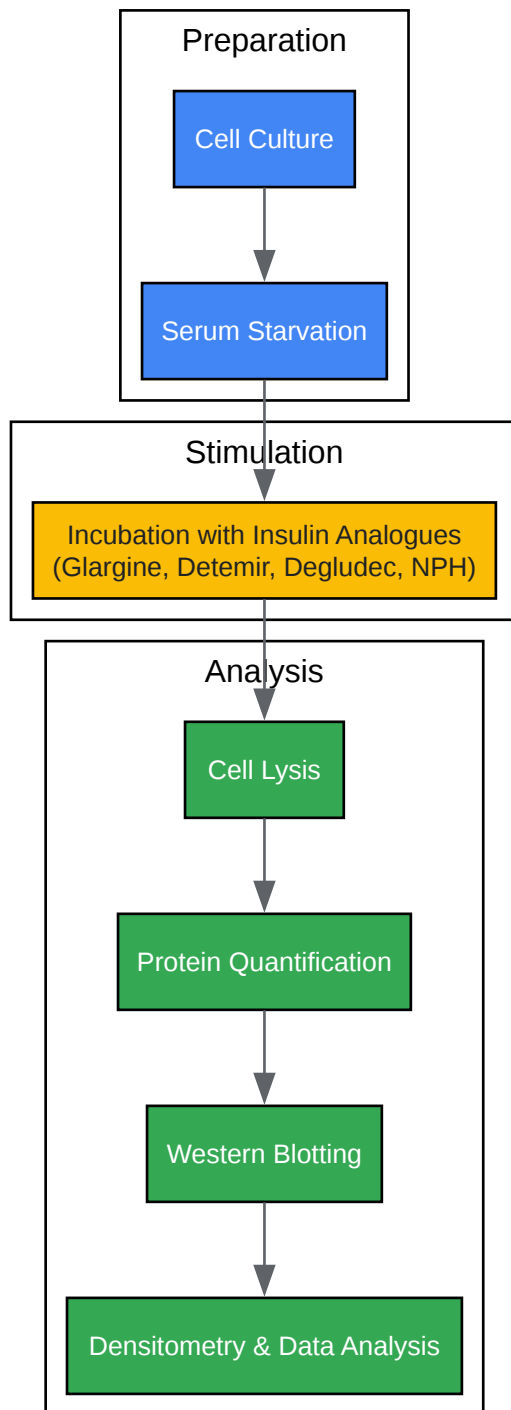 Preparation
Cell Culture
Serum Starvation
Stimulation
Incubation with Insulin Analogues
(Glargine, Detemir, Degludec, NPH)
Analysis
Cell Lysis
Protein Quantification
Western Blotting
Densitometry & Data Analysis